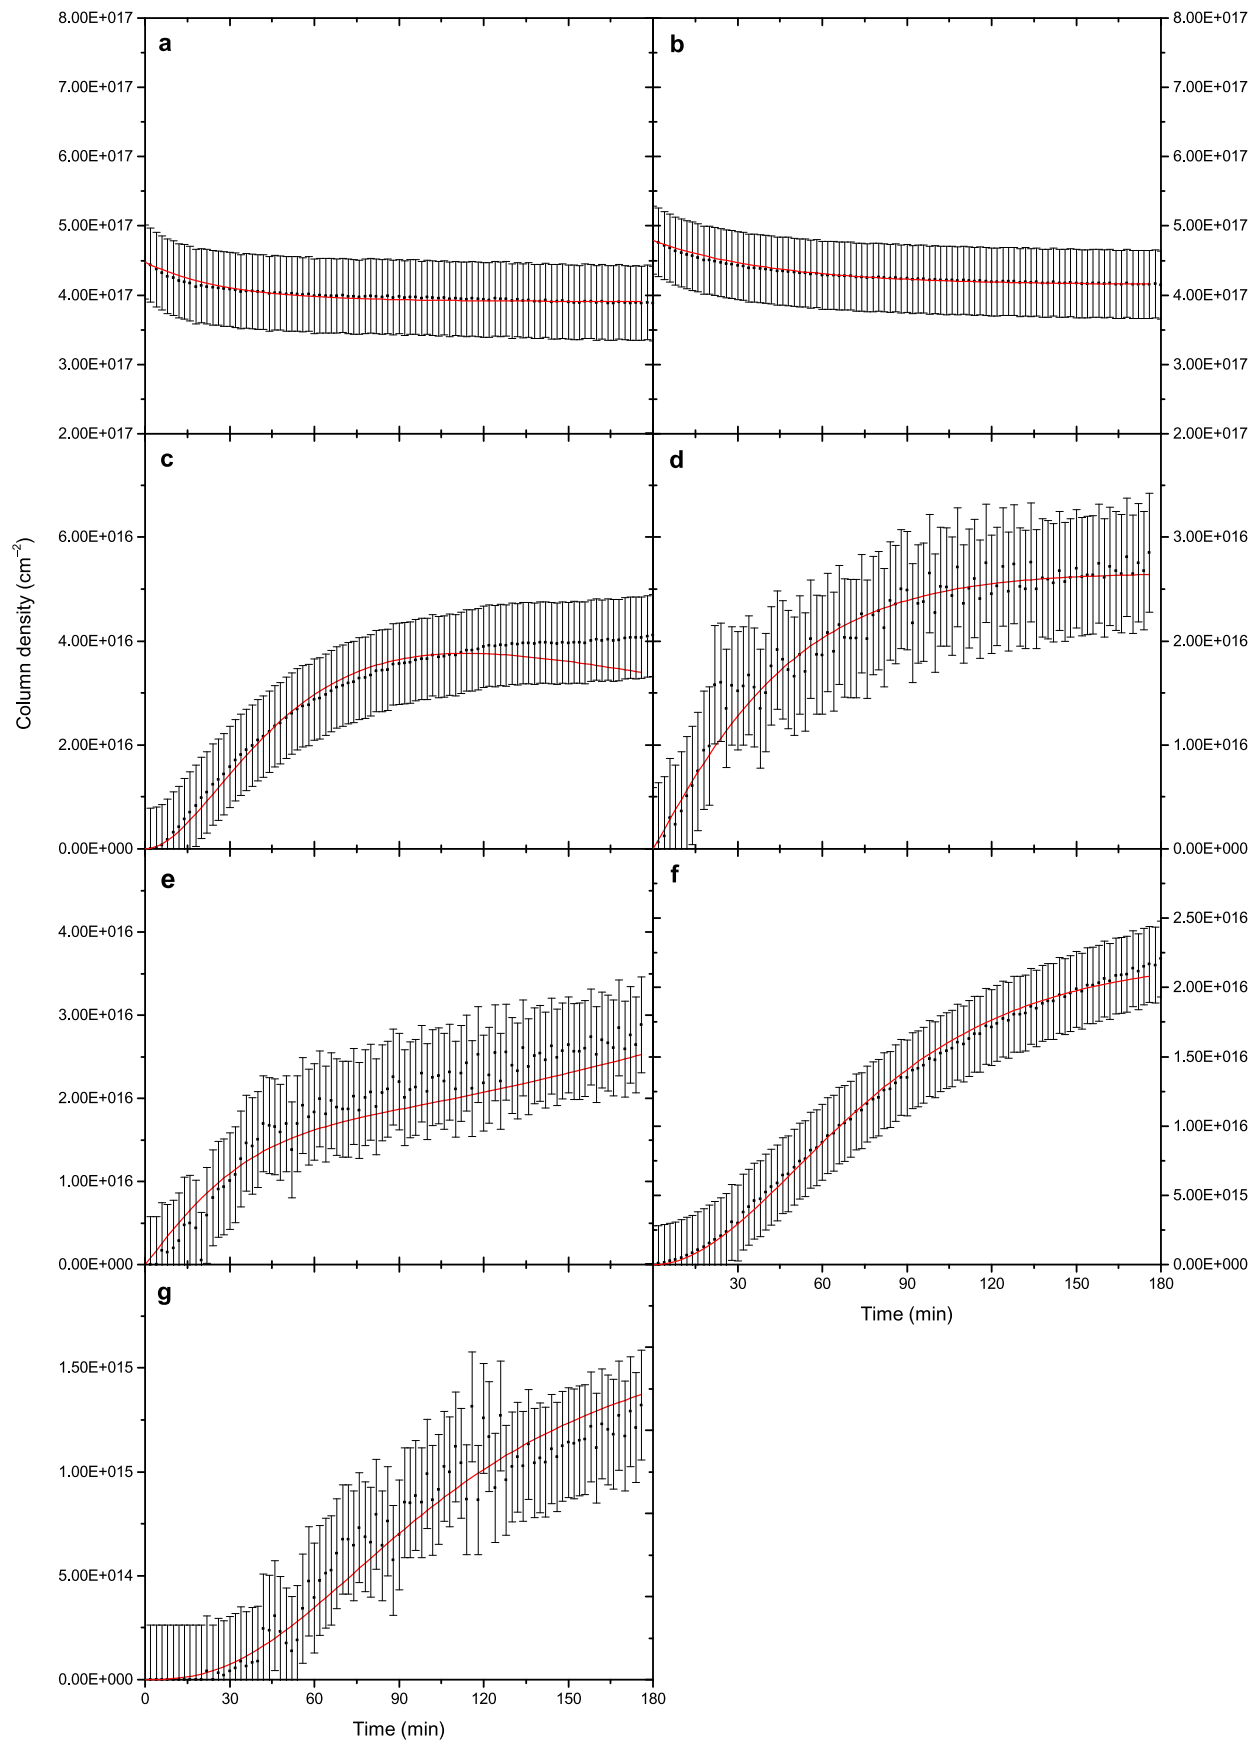 8.00E+017
a
b
8.00E+017
7.00E+017
7.00E+017
6.00E+017
6.00E+017
5.00E+017
5.00E+017
4.00E+017
4.00E+017
3.00E+017
3.00E+017
2.00E+017
2.00E+017
c
d
6.00E+016
3.00E+016
4.00E+016
2.00E+016
2.00E+016
1.00E+016
0.00E+000
0.00E+000
Column density (cm⁻²)
e
f
4.00E+016
2.50E+016
3.00E+016
2.00E+016
1.50E+016
2.00E+016
1.00E+016
1.00E+016
5.00E+015
0.00E+000
0.00E+000
30 60 90 120 150 180
Time (min)
g
1.50E+015
1.00E+015
5.00E+014
0.00E+000
0 30 60 90 120 150 180
Time (min)